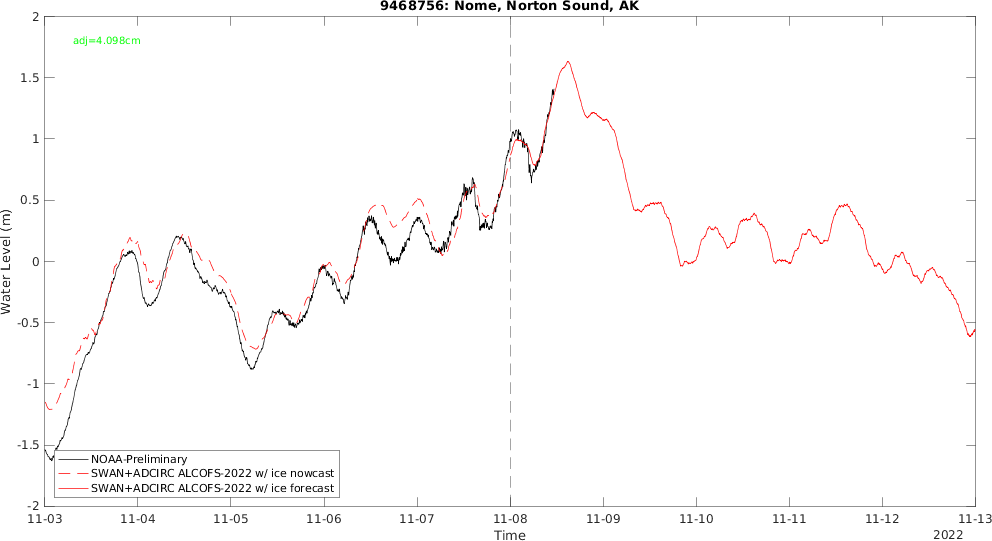 9468756: Nome, Norton Sound, AK
adj=4.098cm
2
1.5
1
0.5
0
-0.5
-1
-1.5
-2
Water Level (m)
NOAA-Preliminary
SWAN+ADCIRC ALCOFS-2022 w/ ice nowcast
SWAN+ADCIRC ALCOFS-2022 w/ ice forecast
11-03 11-04 11-05 11-06 11-07 11-08 11-09 11-10 11-11 11-12 11-13
Time
2022